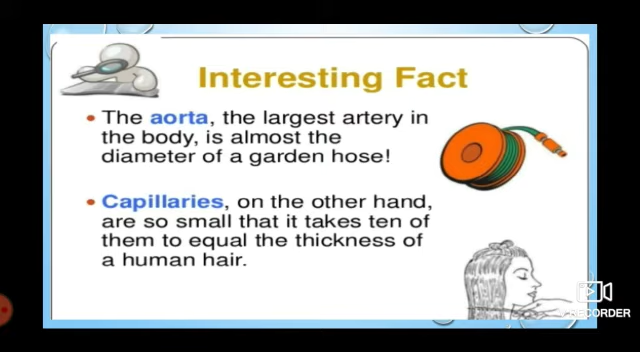 Interesting Fact
• The aorta, the largest artery in
the body, is almost the
diameter of a garden hose!
• Capillaries, on the other hand,
are so small that it takes ten of
them to equal the thickness of
a human hair.
RECORDER